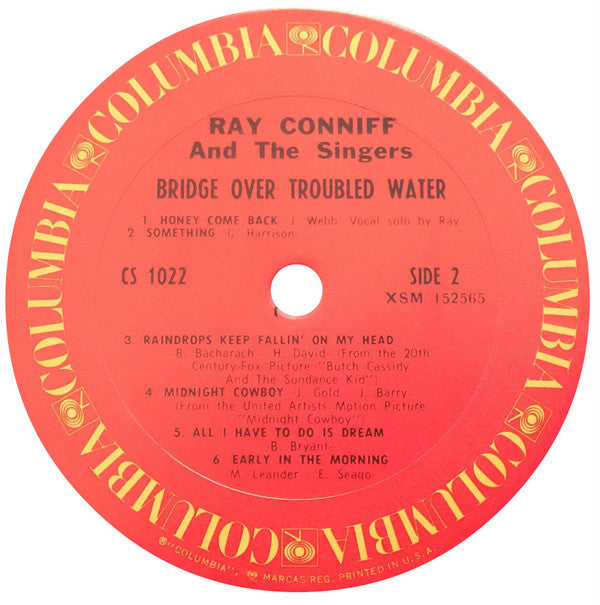 COLUMBIA COLUMBIA COLUMBIA COLUMBIA COLUMBIA COLUMBIA
RAY CONNIFF
And The Singers
BRIDGE OVER TROUBLED WATER
1. HONEY COME BACK - J. Webb- Vocal solo by Ray
2. SOMETHING - G. Harrison-
CS 1022
SIDE 2
XSM 152565
3. RAINDROPS KEEP FALLIN' ON MY HEAD
-B. Bacharach - H. David- (From the 20th
Century-Fox Picture "Butch Cassidy
And The Sundance Kid")
4. MIDNIGHT COWBOY - J. Gold - J. Barry-
(From the United Artists Motion Picture
"Midnight Cowboy")
5. ALL I HAVE TO DO IS DREAM
-B. Bryant-
6 EARLY IN THE MORNING
-M. Leander - E. Seago-
® "COLUMBIA", MARCAS REG. PRINTED IN U.S.A.